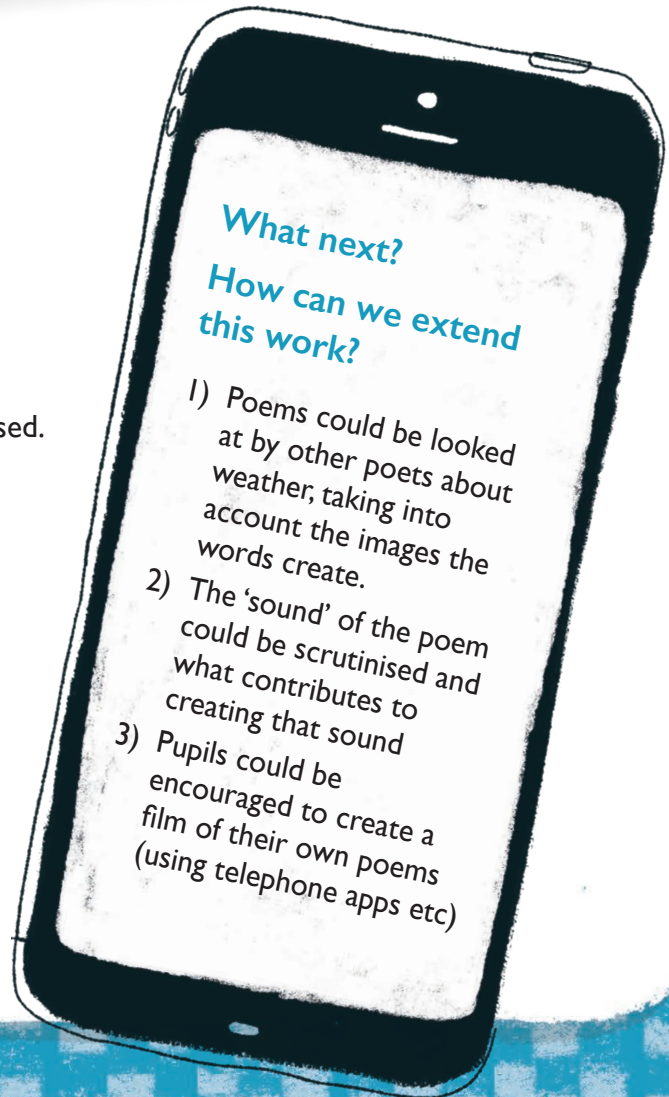 sed.
What next?
How can we extend
this work?
1) Poems could be looked
at by other poets about
weather, taking into
account the images the
words create.
2) The ‘sound’ of the poem
could be scrutinised and
what contributes to
creating that sound
3) Pupils could be
encouraged to create a
film of their own poems
(using telephone apps etc)